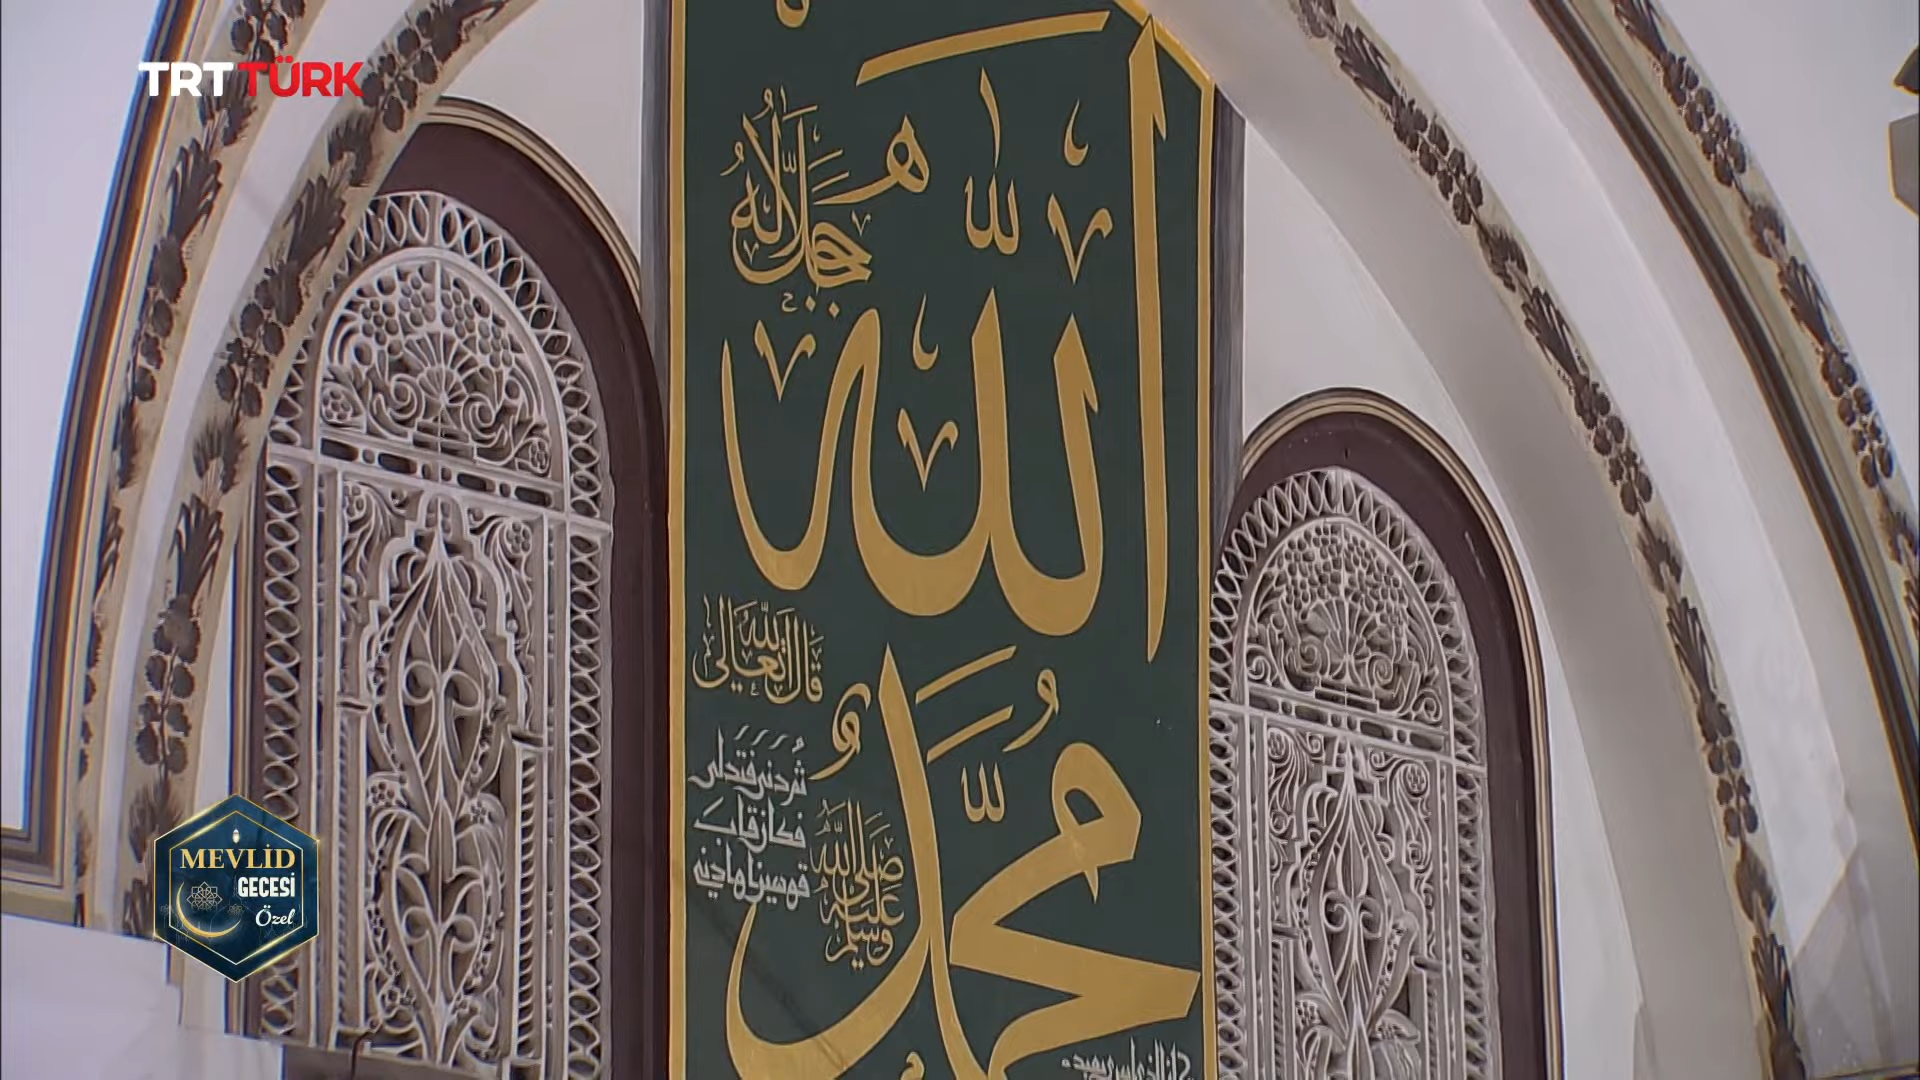 TRT TÜRK
جل جلاله
الله
قال الله تعالى
محمد
ثم دنى فتدلى
فكان قاب
قوسين او ادنى
صلى الله
عليه
وسلم
MEVLİD
GECESİ
Özel